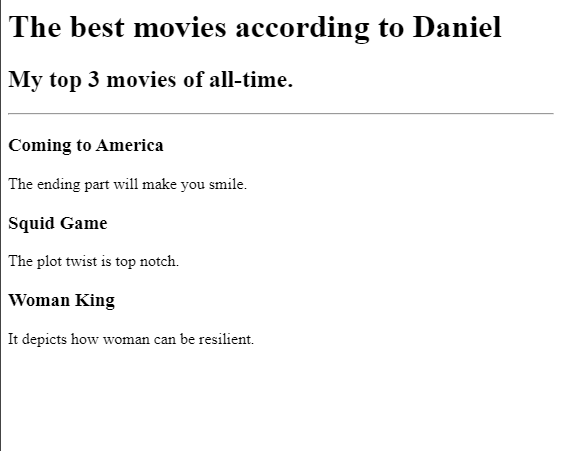 The best movies according to Daniel
My top 3 movies of all-time.
Coming to America
The ending part will make you smile.
Squid Game
The plot twist is top notch.
Woman King
It depicts how woman can be resilient.